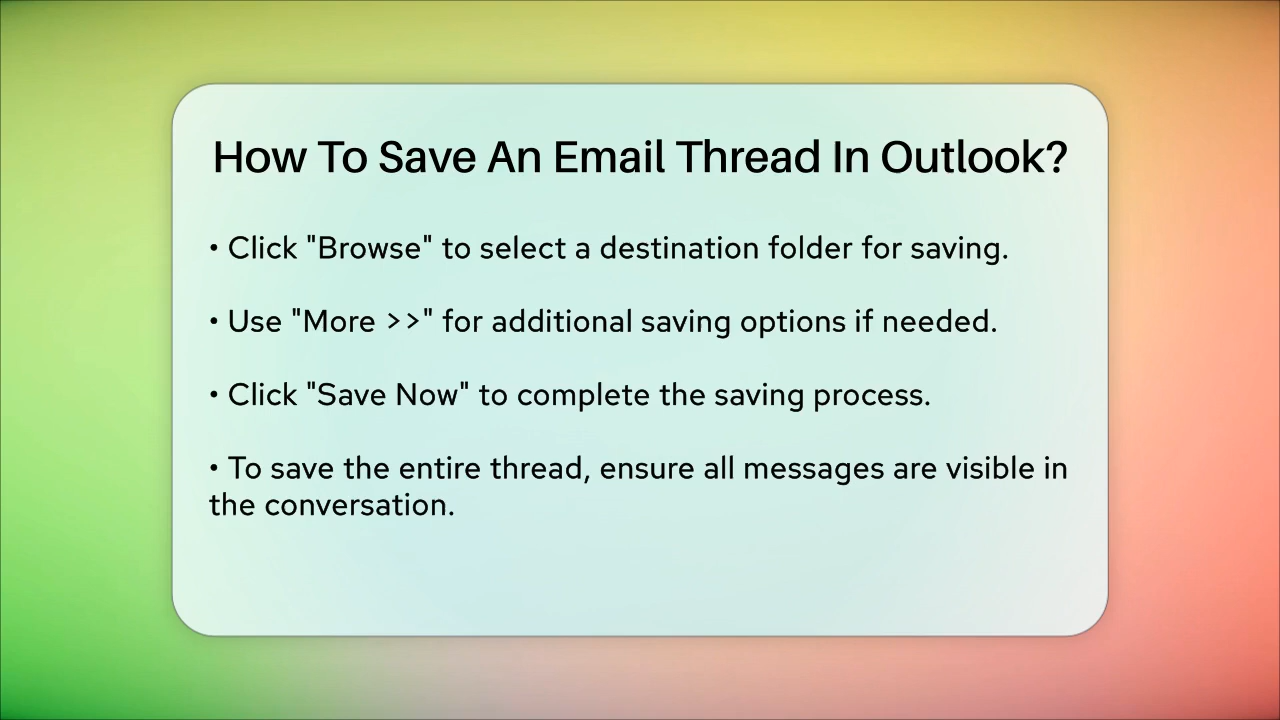 How To Save An Email Thread In Outlook?
• Click "Browse" to select a destination folder for saving.
• Use "More >>" for additional saving options if needed.
• Click "Save Now" to complete the saving process.
• To save the entire thread, ensure all messages are visible in
the conversation.